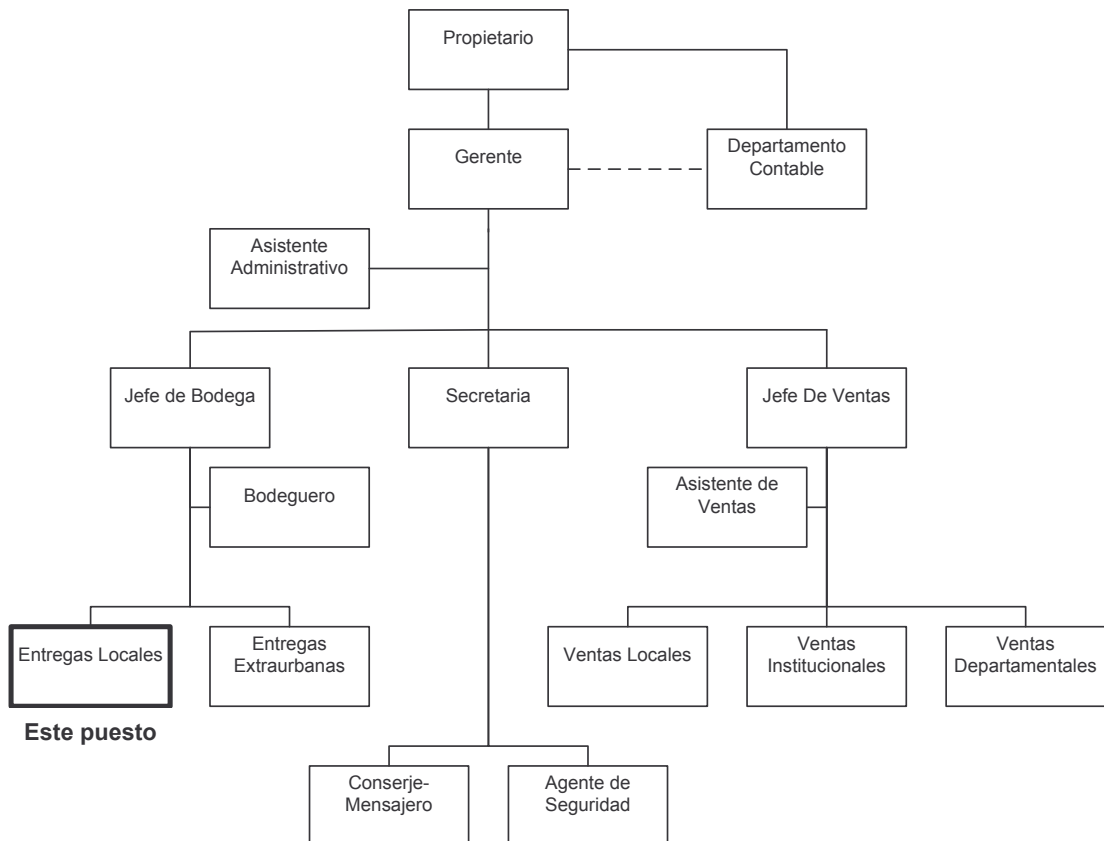 Propietario
Gerente
Departamento
Contable
Asistente
Administrativo
Jefe de Bodega
Secretaria
Jefe De Ventas
Bodeguero
Asistente de
Ventas
Entregas Locales
Entregas
Extraurbanas
Ventas Locales
Ventas
Institucionales
Ventas
Departamentales
Este puesto
Conserje-
Mensajero
Agente de
Seguridad